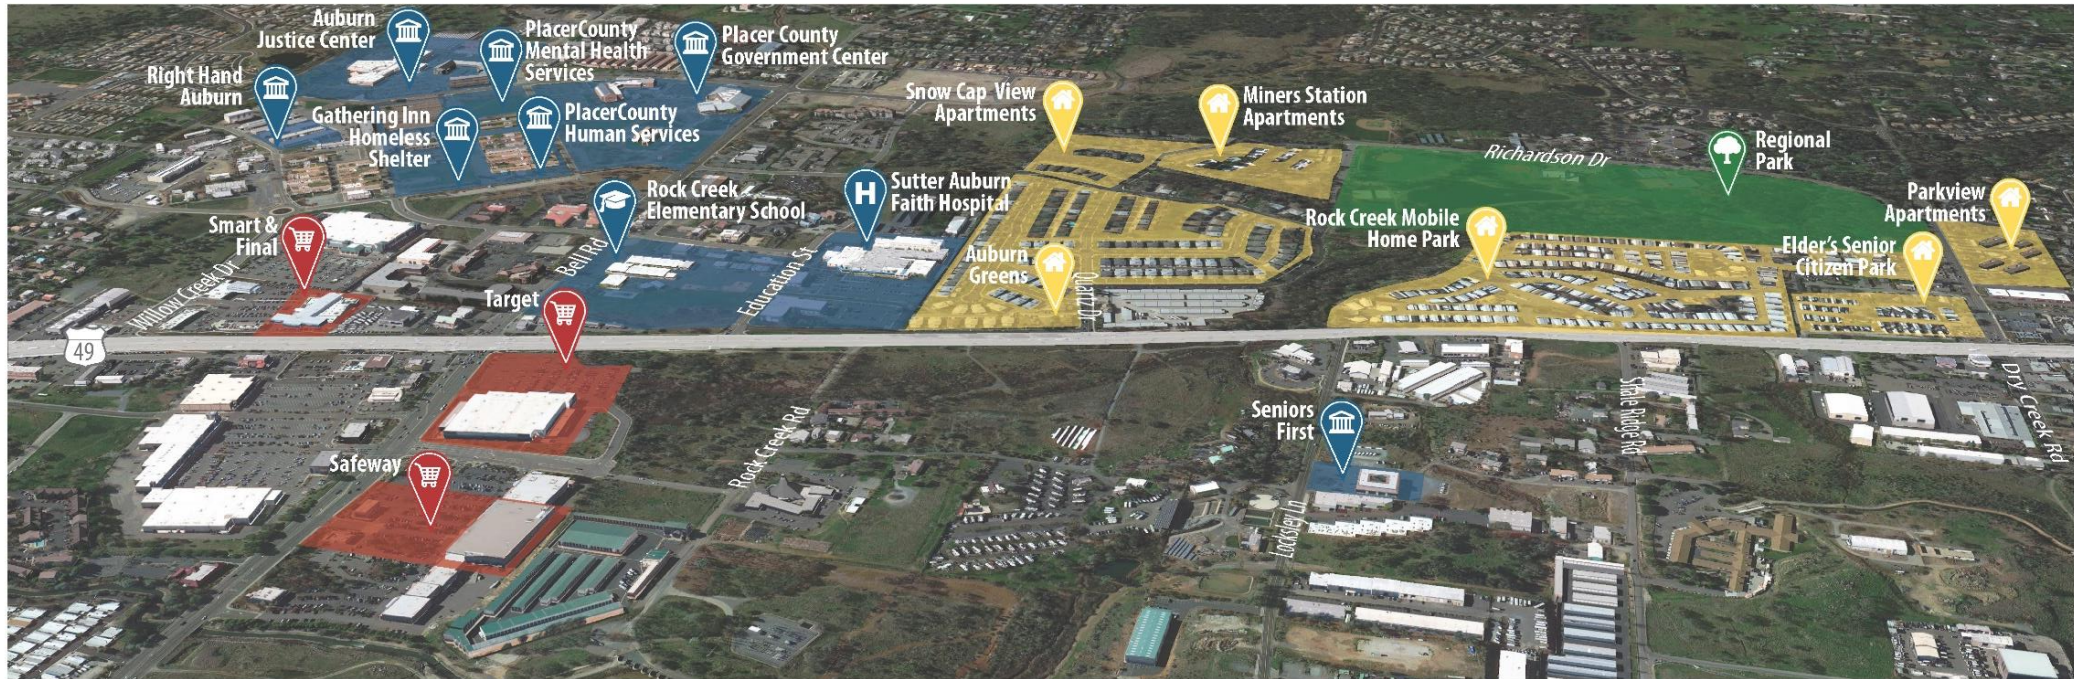 Auburn
Justice Center
PlacerCounty
Mental Health
Services
Placer County
Government Center
Right Hand
Auburn
Gathering Inn
Homeless
Shelter
PlacerCounty
Human Services
Snow Cap View
Apartments
Miners Station
Apartments
Richardson Dr
Regional
Park
Rock Creek
Elementary School
H
Sutter Auburn
Faith Hospital
Parkview
Apartments
Smart &
Final
Rock Creek Mobile
Home Park
Elder's Senior
Citizen Park
Bell Rd
Auburn
Greens
Willow Creek Dr
Target
Education St
Quartz Dr
49
Safeway
Rock Creek Rd
Seniors
First
Locksley Ln
State Ridge Rd
Dry Creek Rd